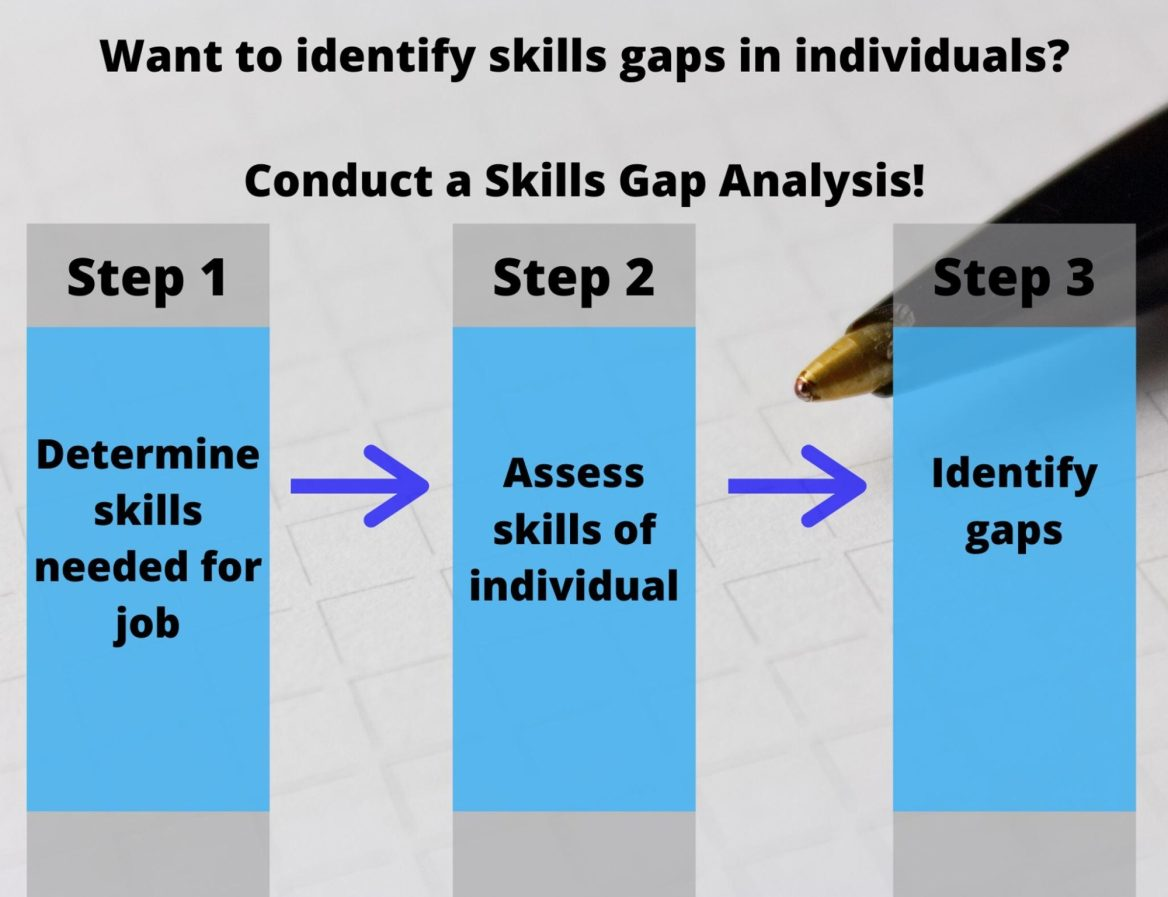 Want to identify skills gaps in individuals?
Conduct a Skills Gap Analysis!
Step 1
Determine
skills
needed for
job
Step 2
Assess
skills of
individual
Step 3
Identify
gaps